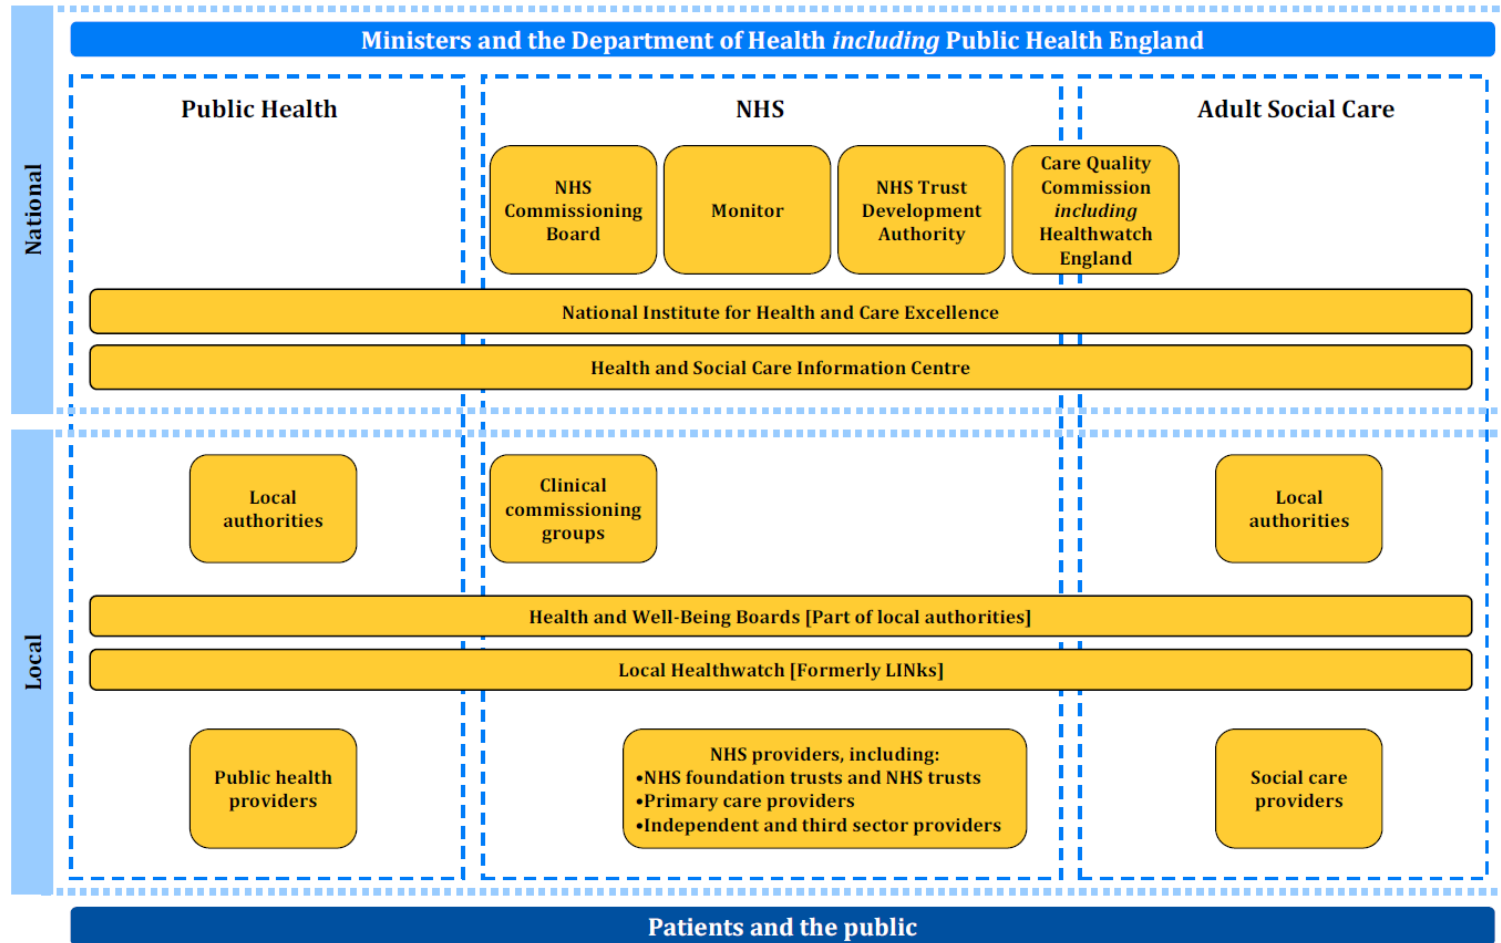 Ministers and the Department of Health including Public Health England
National
Public Health
NHS
Adult Social Care
NHS
Commissioning
Board
Monitor
NHS Trust
Development
Authority
Care Quality
Commission
including
Healthwatch
England
National Institute for Health and Care Excellence
Health and Social Care Information Centre
Local
Local
authorities
Clinical
commissioning
groups
Local
authorities
Health and Well-Being Boards [Part of local authorities]
Local Healthwatch [Formerly LINks]
Public health
providers
NHS providers, including:
•NHS foundation trusts and NHS trusts
•Primary care providers
•Independent and third sector providers
Social care
providers
Patients and the public